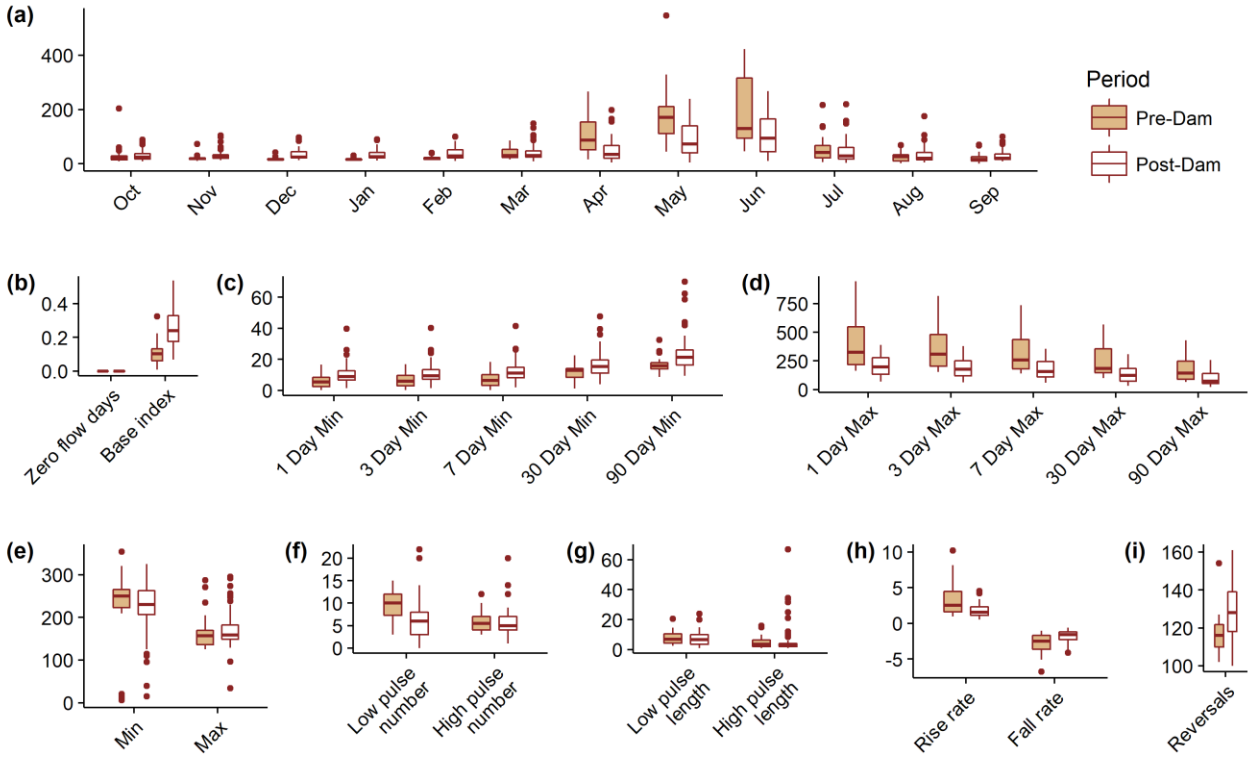 (a)
400
200
0
Oct Nov Dec Jan Feb Mar Apr May Jun Jul Aug Sep
Period
Pre-Dam
Post-Dam
(b)
0.4
0.2
0.0
Zero flow days
Base index
(c)
60
40
20
0
1 Day Min
3 Day Min
7 Day Min
30 Day Min
90 Day Min
(d)
750
500
250
0
1 Day Max
3 Day Max
7 Day Max
30 Day Max
90 Day Max
(e)
300
200
100
0
Min
Max
(f)
20
15
10
5
0
Low pulse
number
High pulse
number
(g)
60
40
20
0
Low pulse
length
High pulse
length
(h)
10
5
0
-5
Rise rate
Fall rate
(i)
160
140
120
100
Reversals